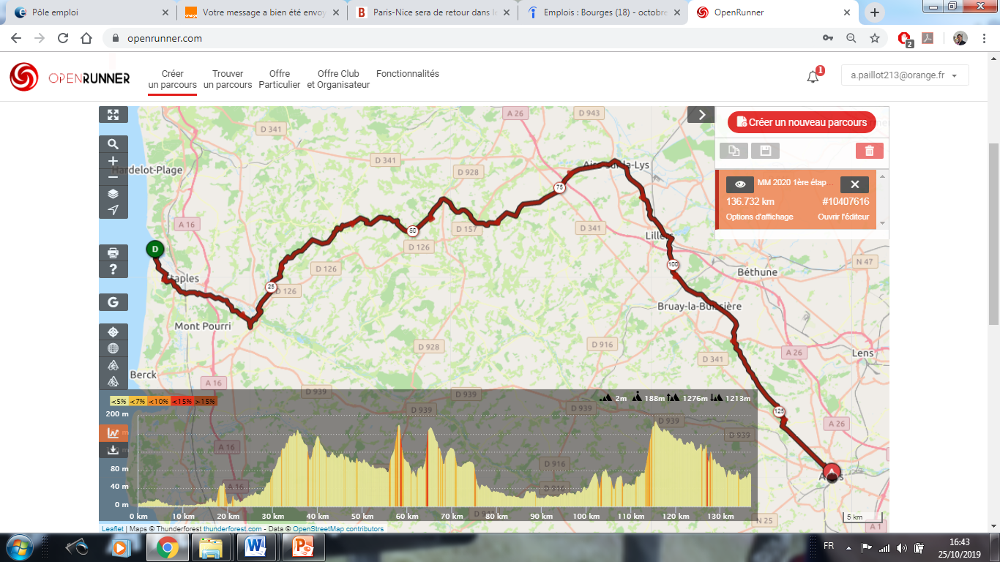 Pôle emploi
Votre message a bien été envoy
Paris-Nice sera de retour dans le
Emplois : Bourges (18) - octobre
OpenRunner
openrunner.com
2
OPENRUNNER
Créer
un parcours
Trouver
un parcours
Offre
Particulier
Offre Club
et Organisateur
Fonctionnalités
1
a.paillot213@orange.fr
Créer un nouveau parcours
MM 2020 1ère étap ...
136.732 km
#10407616
Options d'affichage
Ouvrir l'éditeur
A 26
D 943
D 341
D 341
D 928
Hardelot-Plage
Aire-sur-la-Lys
75
A 16
50
D 157
D 341
Lillers
D 126
N 47
D
Étaples
D 126
100
Béthune
25
D 126
Bruay-la-Buissière
Mont Pourri
D 928
D 916
A 26
Lens
D 341
Berck
A 16
D 939
D 939
D 939
D 939
D 939
D 939
125
A 26
D 939
A 16
D 916
A 16
D 916
Arras
N 25
A 1
5 km
G
?
<5%
<7%
<10%
<15%
>15%
2m
188m
1276m
1213m
200 m
80 m
40 m
0 m
0 km
10 km
20 km
30 km
40 km
50 km
60 km
70 km
80 km
90 km
100 km
110 km
120 km
130 km
Leaflet | Maps © Thunderforest thunderforest.com - Data © OpenStreetMap contributors
FR
16:43
25/10/2019